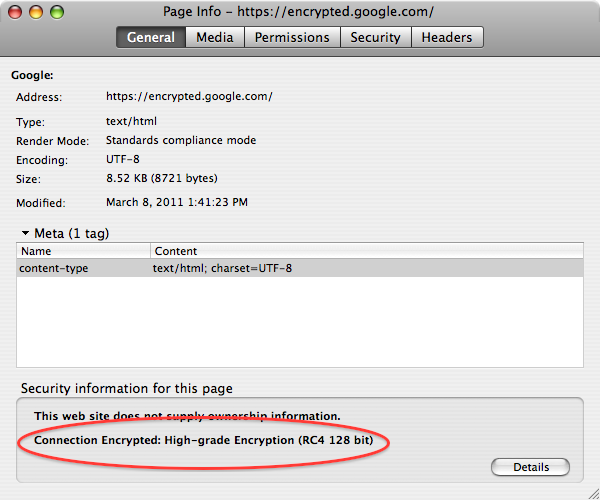 Page Info – https://encrypted.google.com/
General Media Permissions Security Headers
Google:
Address: https://encrypted.google.com/
Type: text/html
Render Mode: Standards compliance mode
Encoding: UTF-8
Size: 8.52 KB (8721 bytes)
Modified: March 8, 2011 1:41:23 PM
Meta (1 tag)
Name Content
content-type text/html; charset=UTF-8
Security information for this page
This web site does not supply ownership information.
Connection Encrypted: High-grade Encryption (RC4 128 bit)
Details